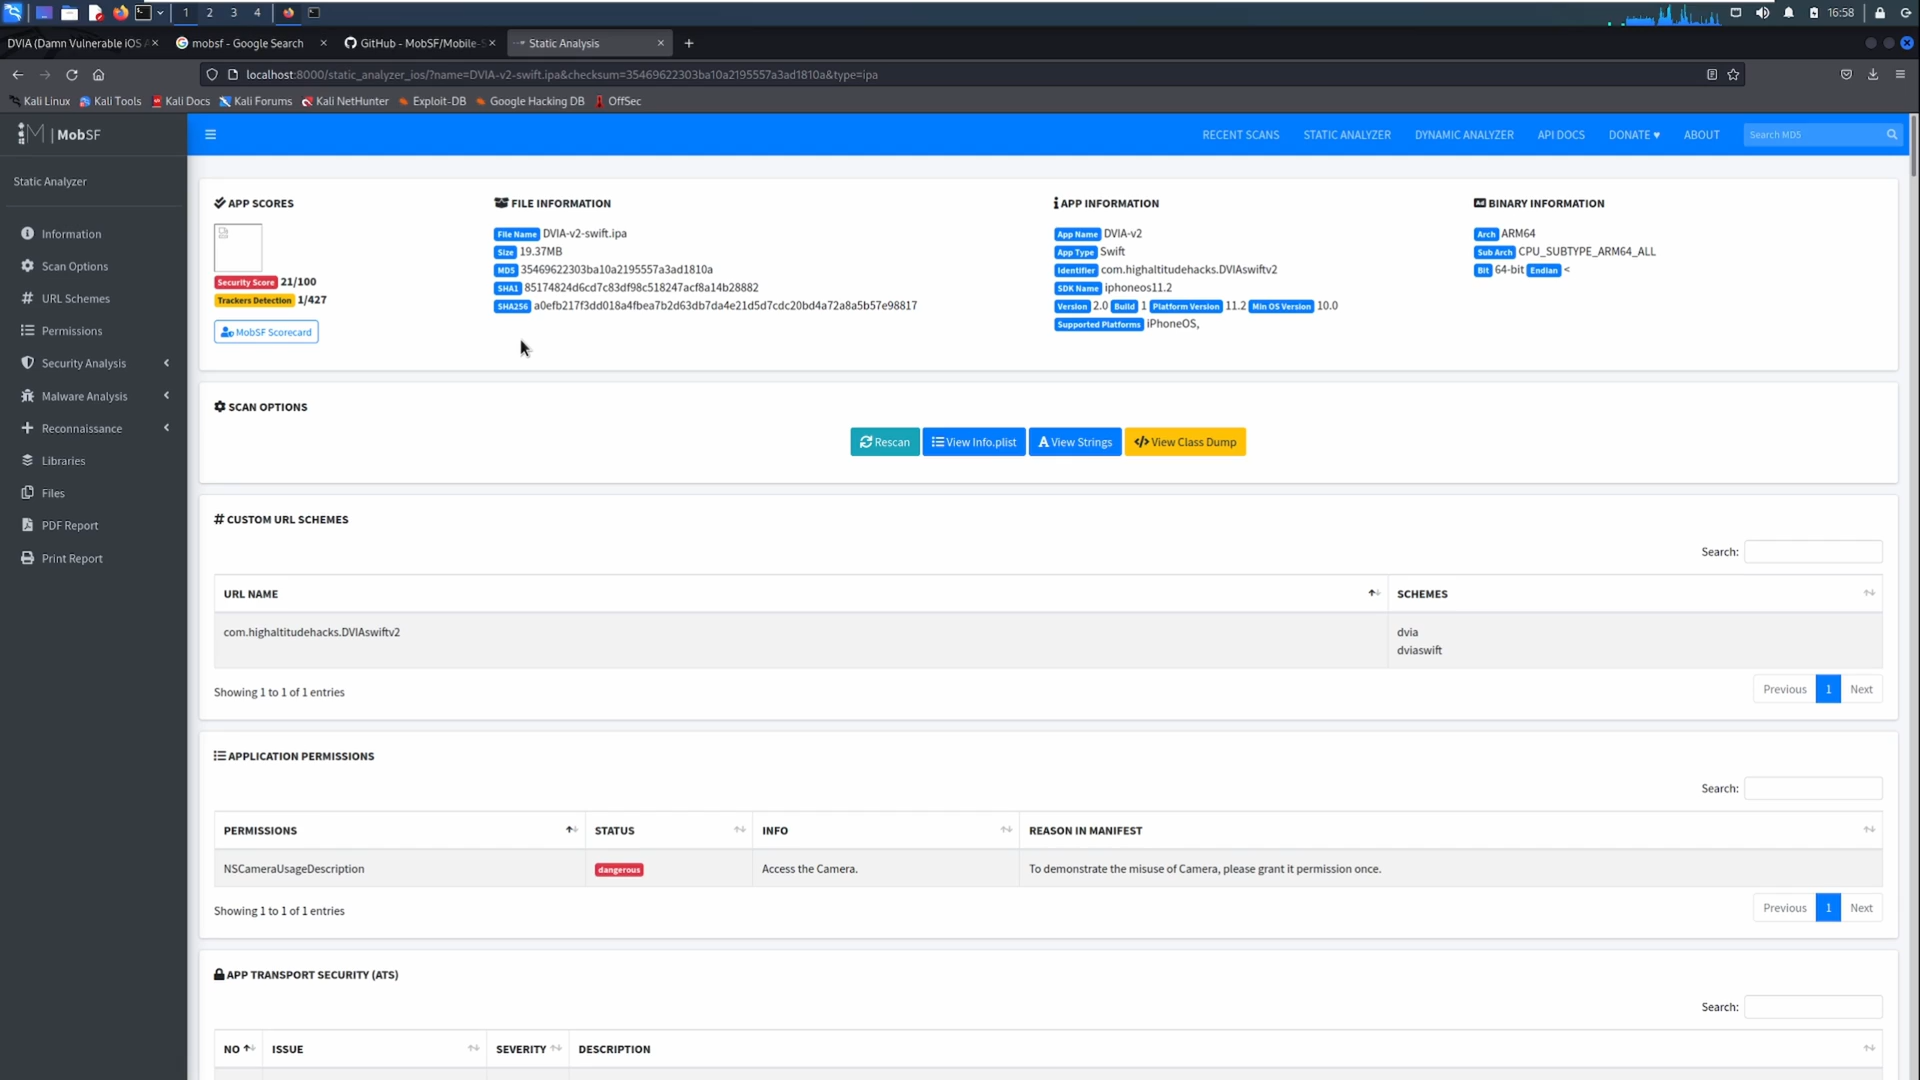 1 2 3 4 16:58
DVIA (Damn Vulnerable iOS A
mobsf - Google Search
GitHub - MobSF/Mobile-S
Static Analysis
localhost:8000/static_analyzer_ios/?name=DVIA-v2-swift.ipa&checksum=35469622303ba10a2195557a3ad1810a&type=ipa
Kali Linux Kali Tools Kali Docs Kali Forums Kali NetHunter Exploit-DB Google Hacking DB OffSec
| MobSF
RECENT SCANS STATIC ANALYZER DYNAMIC ANALYZER API DOCS DONATE ♥ ABOUT Search MD5
Static Analyzer
Information
Scan Options
URL Schemes
Permissions
Security Analysis
Malware Analysis
Reconnaissance
Libraries
Files
PDF Report
Print Report
APP SCORES
Security Score 21/100
Trackers Detection 1/427
MobSF Scorecard
FILE INFORMATION
File Name DVIA-v2-swift.ipa
Size 19.37MB
MD5 35469622303ba10a2195557a3ad1810a
SHA1 85174824d6cd7c83df98c518247acf8a14b28882
SHA256 a0efb217f3dd018a4fbea7b2d63db7da4e21d5d7cdc20bd4a72a8a5b57e98817
APP INFORMATION
App Name DVIA-v2
App Type Swift
Identifier com.highaltitudehacks.DVIAswiftv2
SDK Name iphoneos11.2
Version 2.0 Build 1 Platform Version 11.2 Min OS Version 10.0
Supported Platforms iPhoneOS,
BINARY INFORMATION
Arch ARM64
Sub Arch CPU_SUBTYPE_ARM64_ALL
Bit 64-bit Endian <
SCAN OPTIONS
Rescan View Info.plist View Strings View Class Dump
# CUSTOM URL SCHEMES
Search:
URL NAME SCHEMES
com.highaltitudehacks.DVIAswiftv2 dvia
dviaswift
Showing 1 to 1 of 1 entries Previous 1 Next
APPLICATION PERMISSIONS
Search:
PERMISSIONS STATUS INFO REASON IN MANIFEST
NSCameraUsageDescription dangerous Access the Camera. To demonstrate the misuse of Camera, please grant it permission once.
Showing 1 to 1 of 1 entries Previous 1 Next
APP TRANSPORT SECURITY (ATS)
Search:
NO ISSUE SEVERITY DESCRIPTION